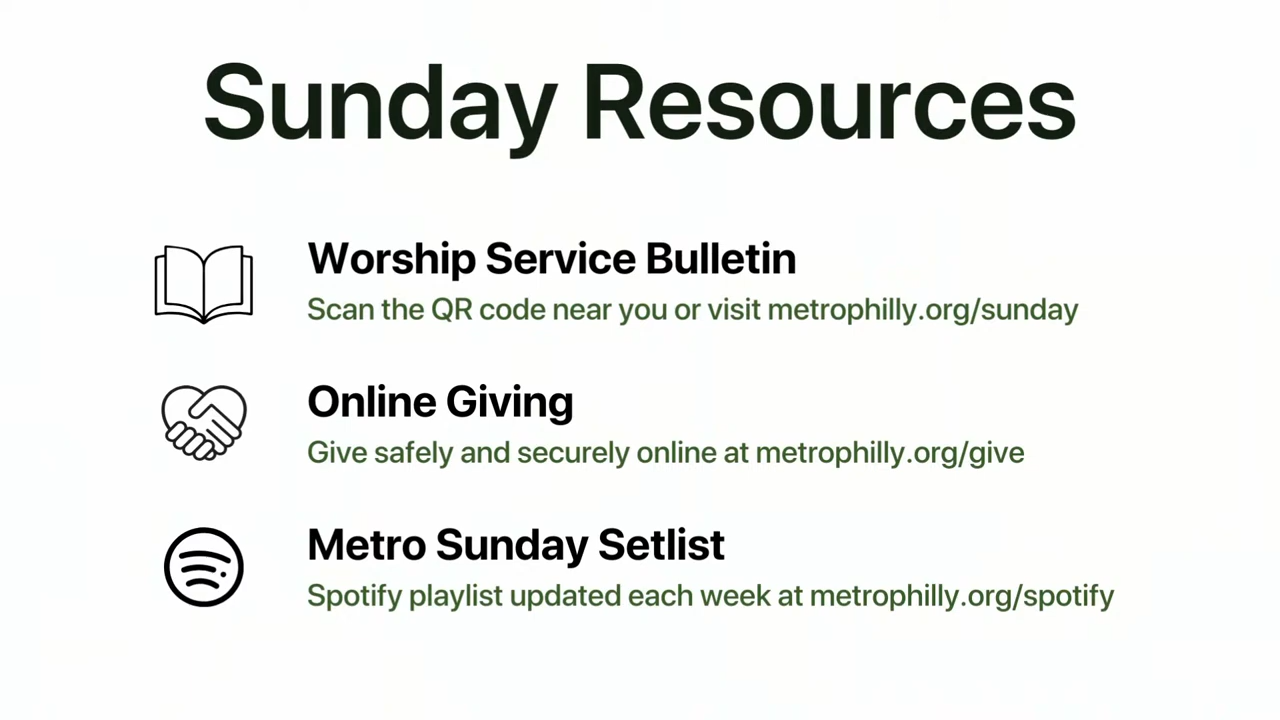 Sunday Resources
Worship Service Bulletin
Scan the QR code near you or visit metrophilly.org/sunday
Online Giving
Give safely and securely online at metrophilly.org/give
Metro Sunday Setlist
Spotify playlist updated each week at metrophilly.org/spotify